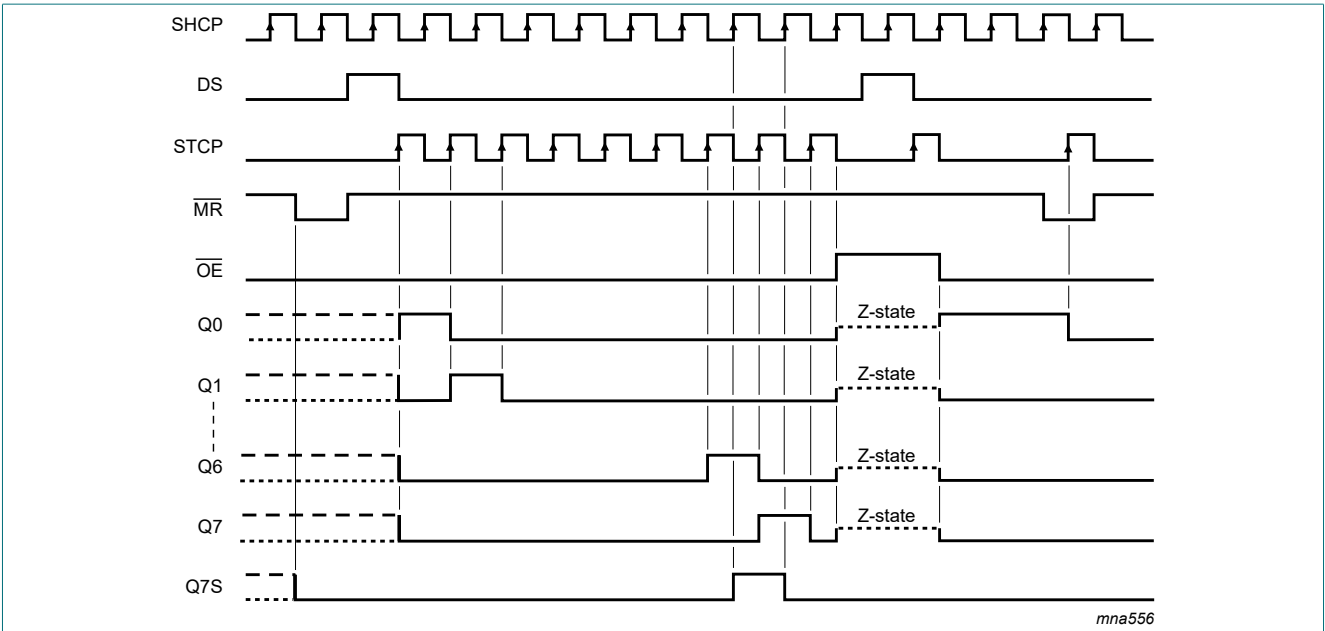 SHCP
DS
STCP
MR
OE
Q0
Z-state
Q1
Z-state
Q6
Z-state
Q7
Z-state
Q7S
mna556